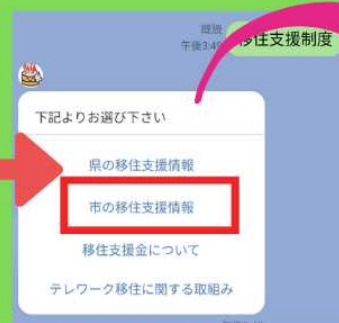 既読
午後3:49
移住支援制度
下記よりお選び下さい
県の移住支援情報
市の移住支援情報
移住支援金について
テレワーク移住に関する取組み